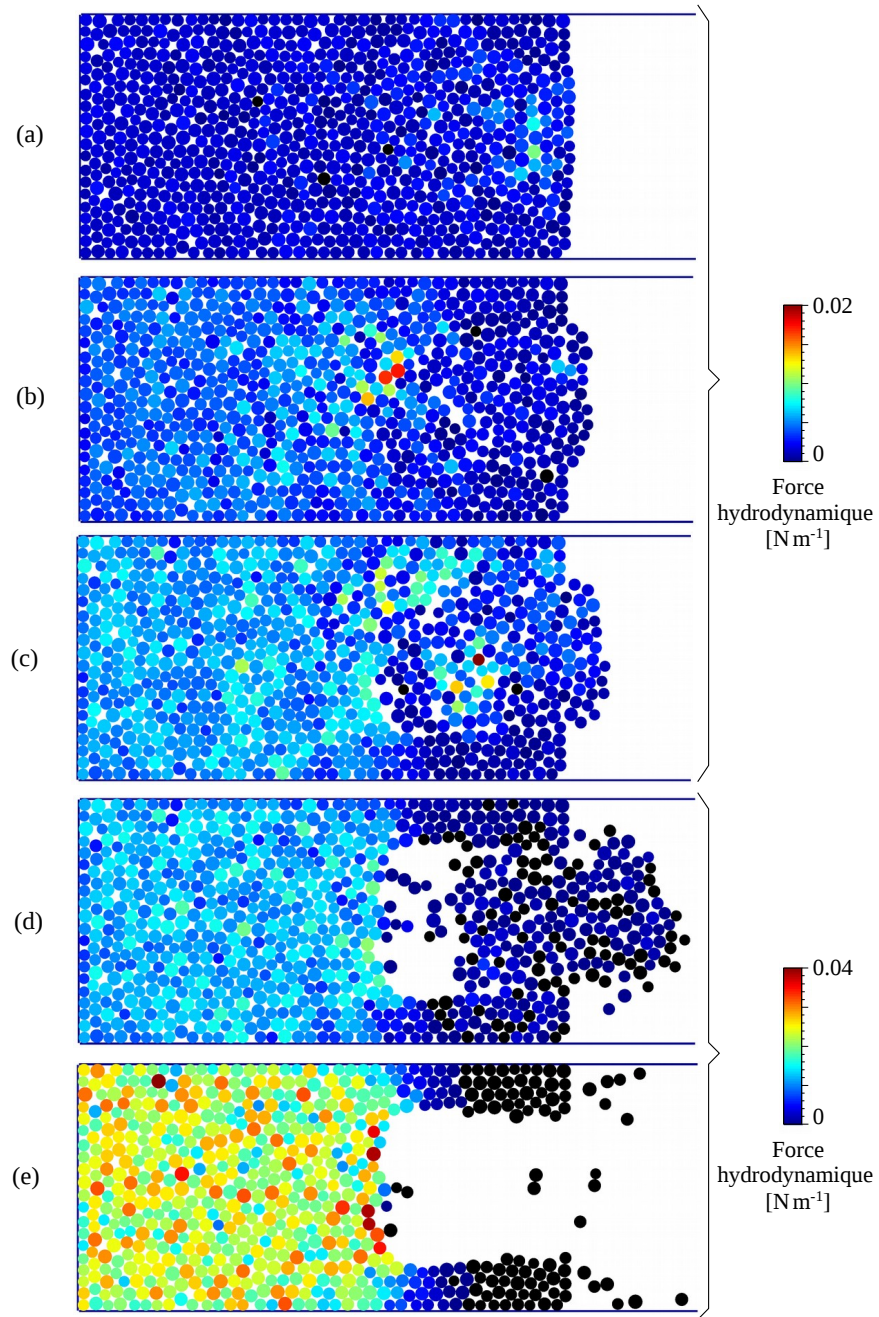 (a)
(b)
0.02
0
Force
hydrodynamique
[N m-1]
(c)
(d)
0.04
0
Force
hydrodynamique
[N m-1]
(e)